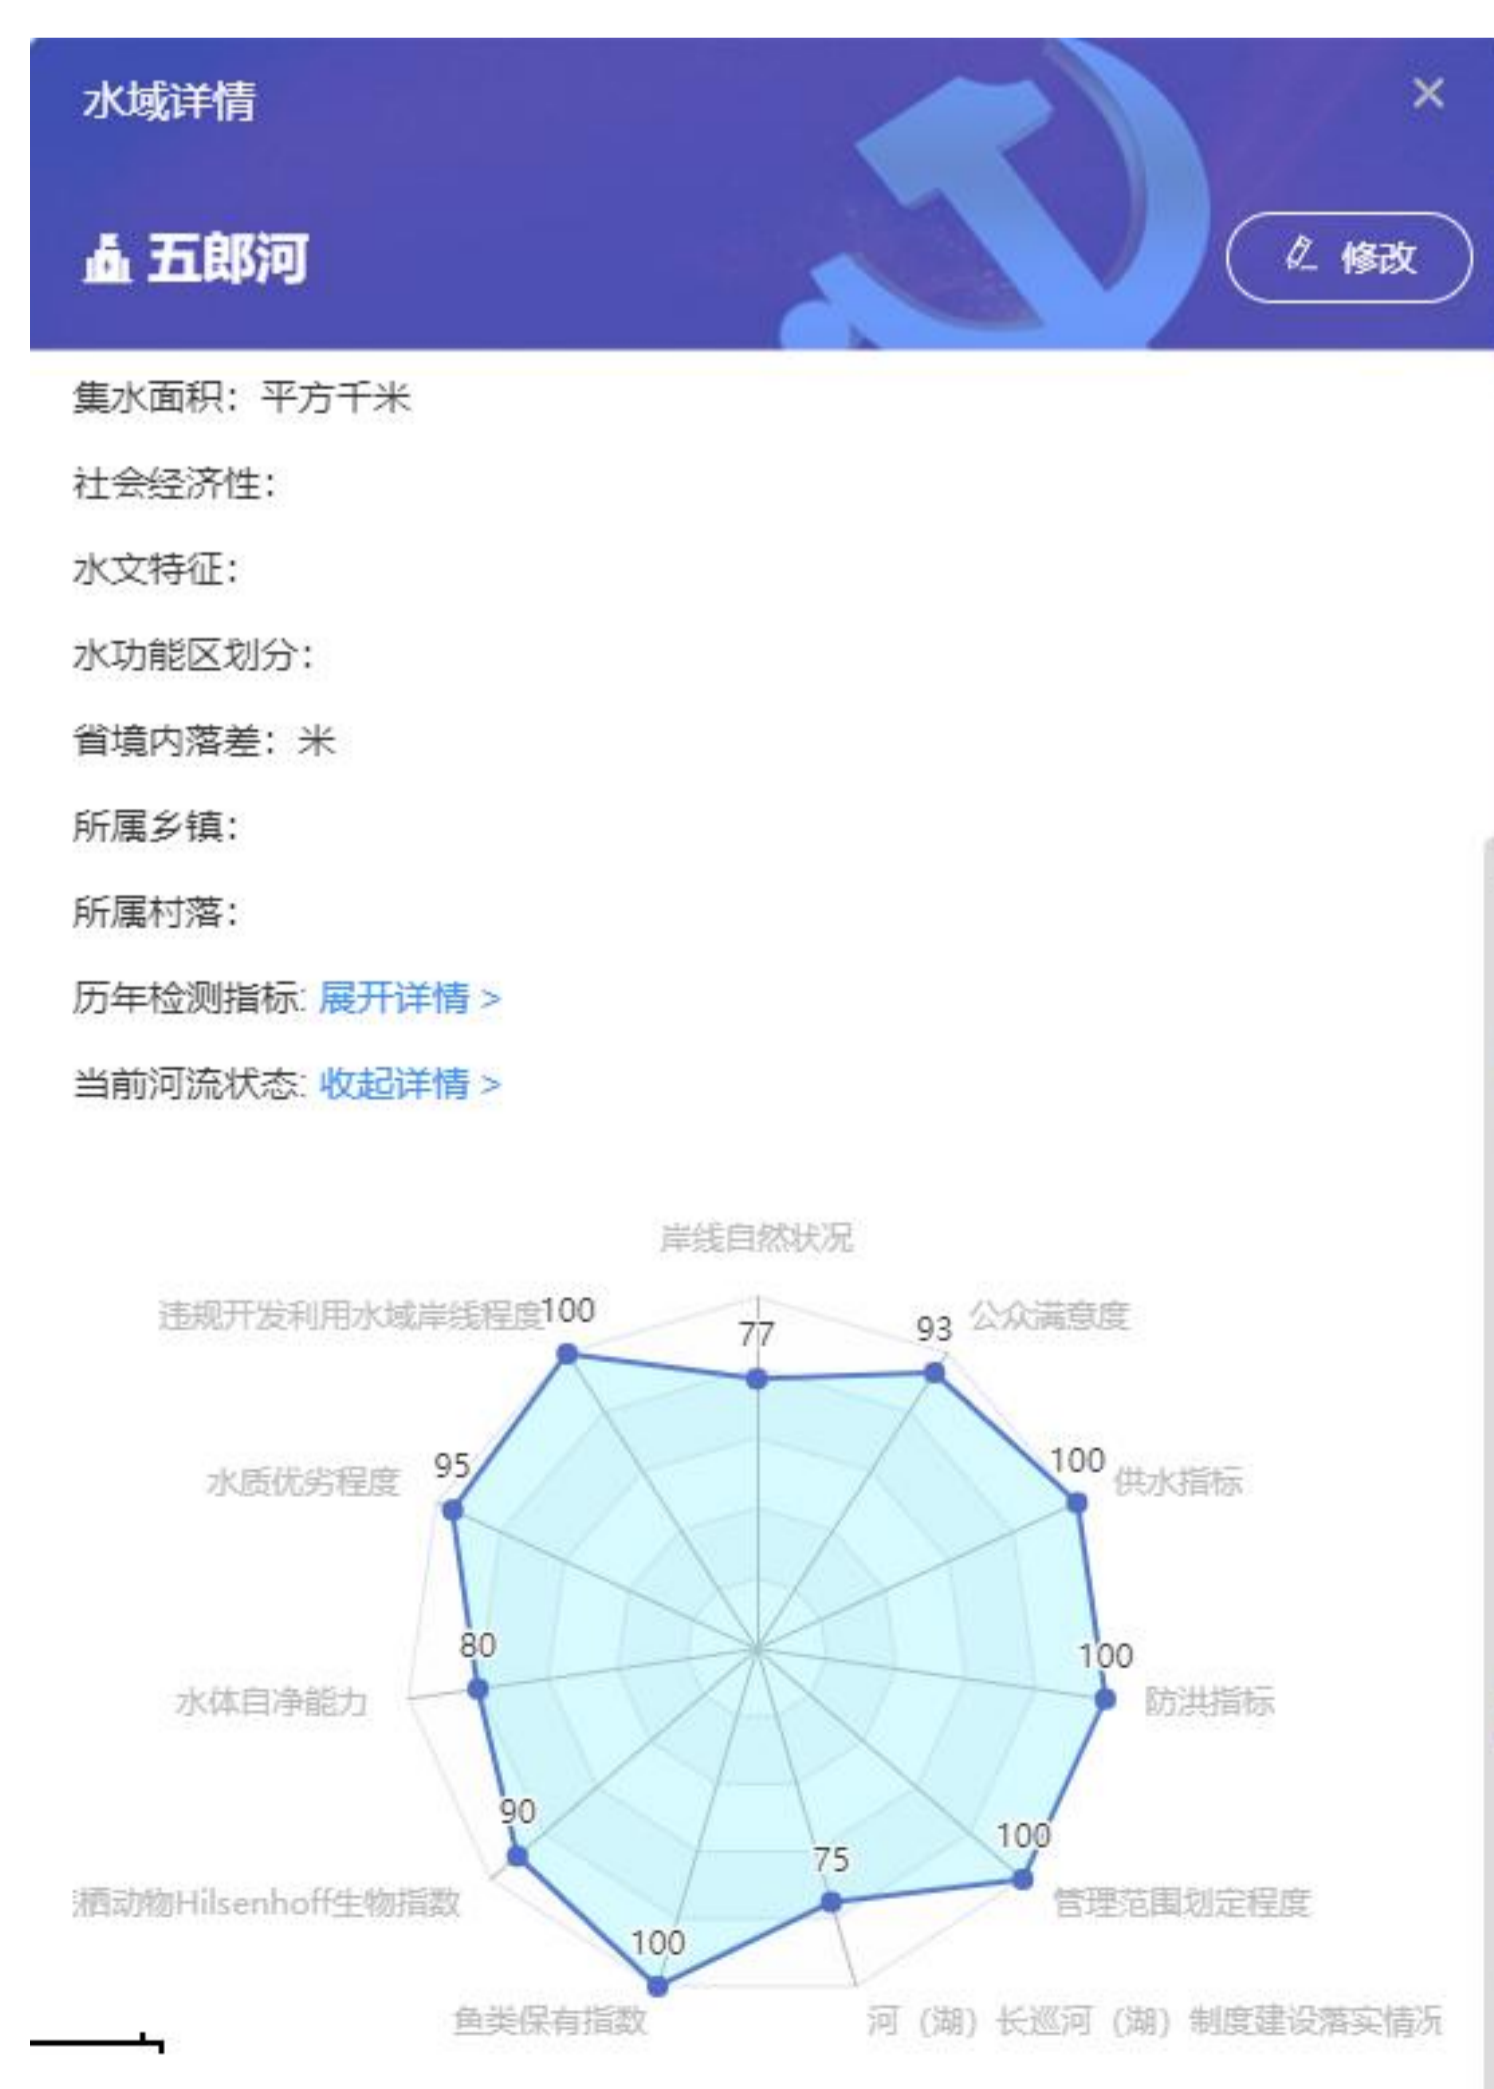 水域详情
五郎河
修改
集水面积：平方千米
社会经济性：
水文特征：
水功能区划分：
省境内落差：米
所属乡镇：
所属村落：
历年检测指标: 展开详情 >
当前河流状态: 收起详情 >
岸线自然状况
违规开发利用水域岸线程度
100
77
93
公众满意度
水质优劣程度
95
100
供水指标
80
水体自净能力
100
防洪指标
90
栖动物Hilsenhoff生物指数
75
100
管理范围划定程度
100
鱼类保有指数
河（湖）长巡河（湖）制度建设落实情况